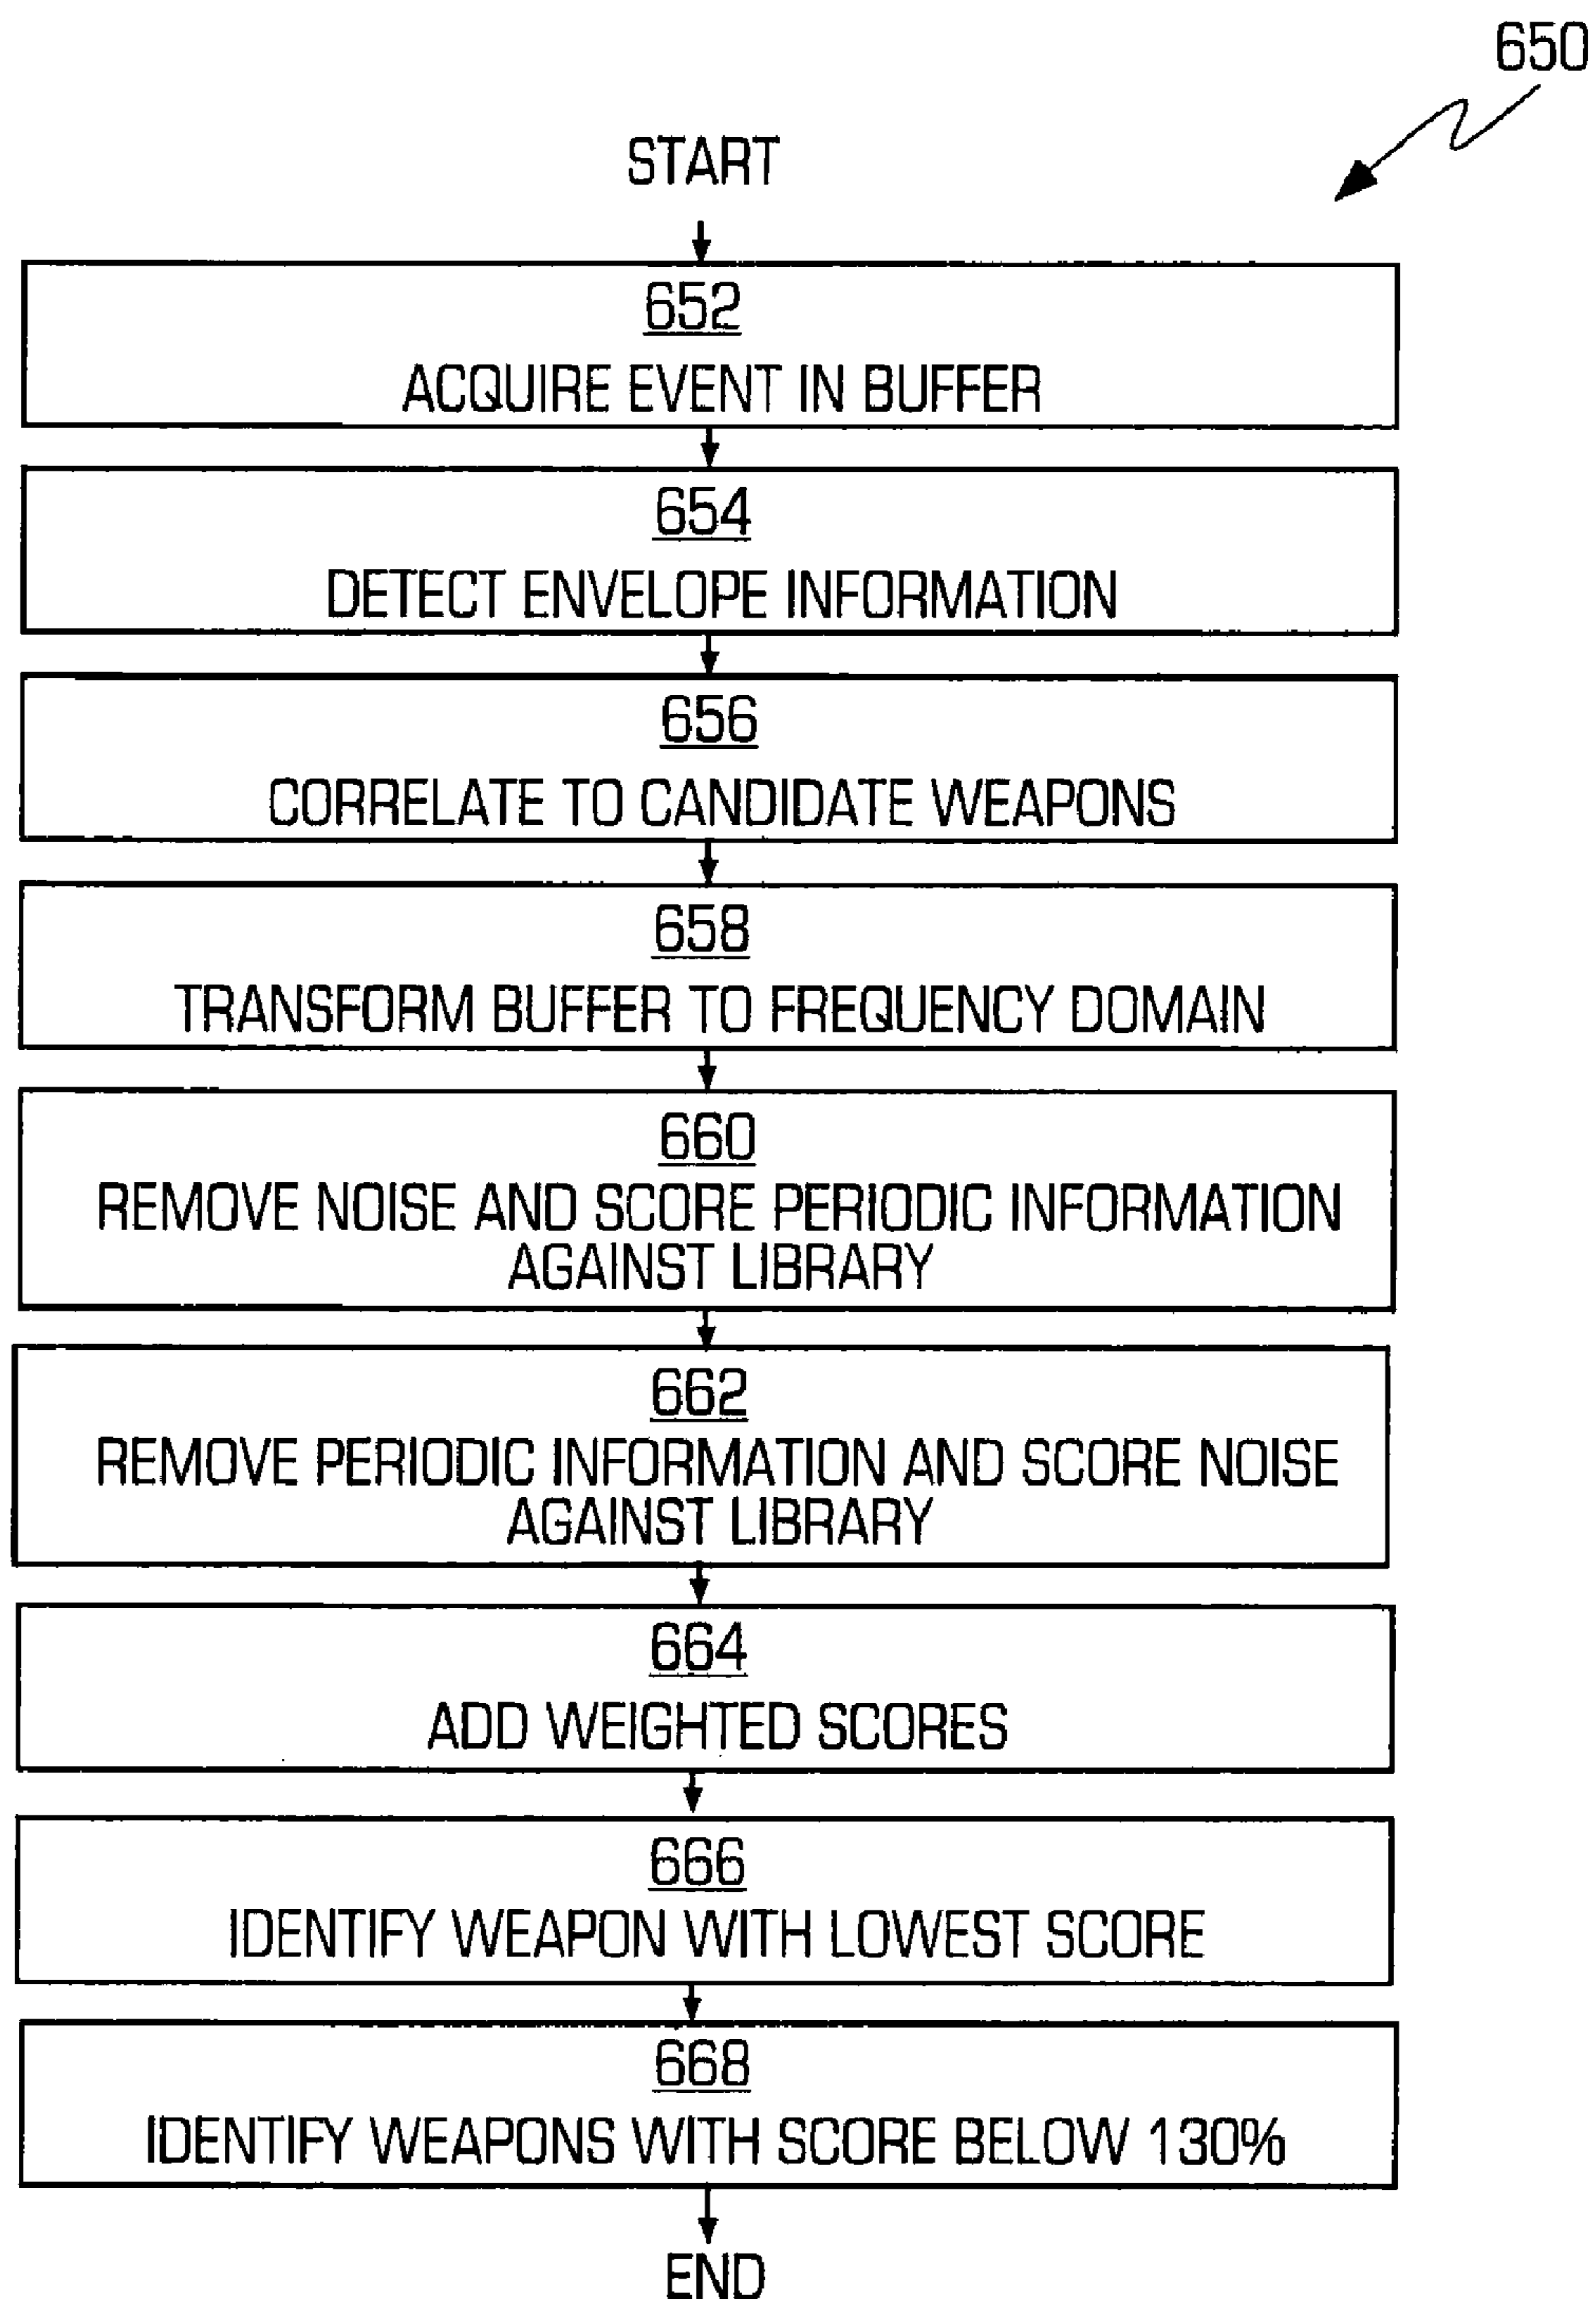 650
START
652
ACQUIRE EVENT IN BUFFER
654
DETECT ENVELOPE INFORMATION
656
CORRELATE TO CANDIDATE WEAPONS
658
TRANSFORM BUFFER TO FREQUENCY DOMAIN
660
REMOVE NOISE AND SCORE PERIODIC INFORMATION
AGAINST LIBRARY
662
REMOVE PERIODIC INFORMATION AND SCORE NOISE
AGAINST LIBRARY
664
ADD WEIGHTED SCORES
666
IDENTIFY WEAPON WITH LOWEST SCORE
668
IDENTIFY WEAPONS WITH SCORE BELOW 130%
END